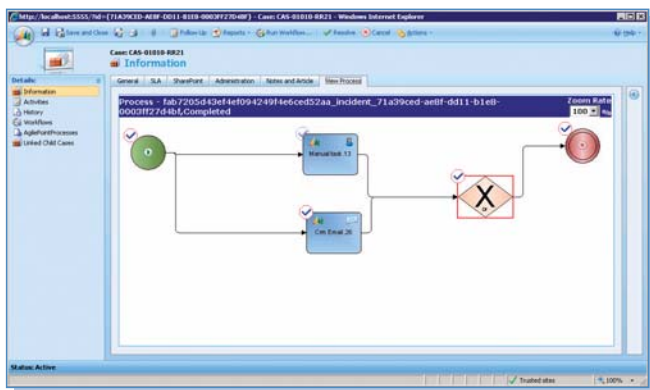 http://localhost:5555/?id={71A39CED-AE8F-DD11-B1E8-0003FF27D4BF} - Case: CAS-01010-RR21 - Windows Internet Explorer
Save and Close Follow Up Reports Run Workflow... Resolve Cancel Actions Help
Case: CAS-01010-RR21
Information
Details:
General SLA SharePoint Administration Notes and Article View Process
Information
Activities
History
Workflows
AgilePointProcesses
Linked Child Cases
Process - fab7205d43ef4ef094249f4e6ced52aa_incident_71a39ced-ae8f-dd11-b1e8-
0003ff27d4bf,Completed
Zoom Rate
100 %
Manual task 13
Crm Email 26
X
OR
Status: Active
Trusted sites 100%